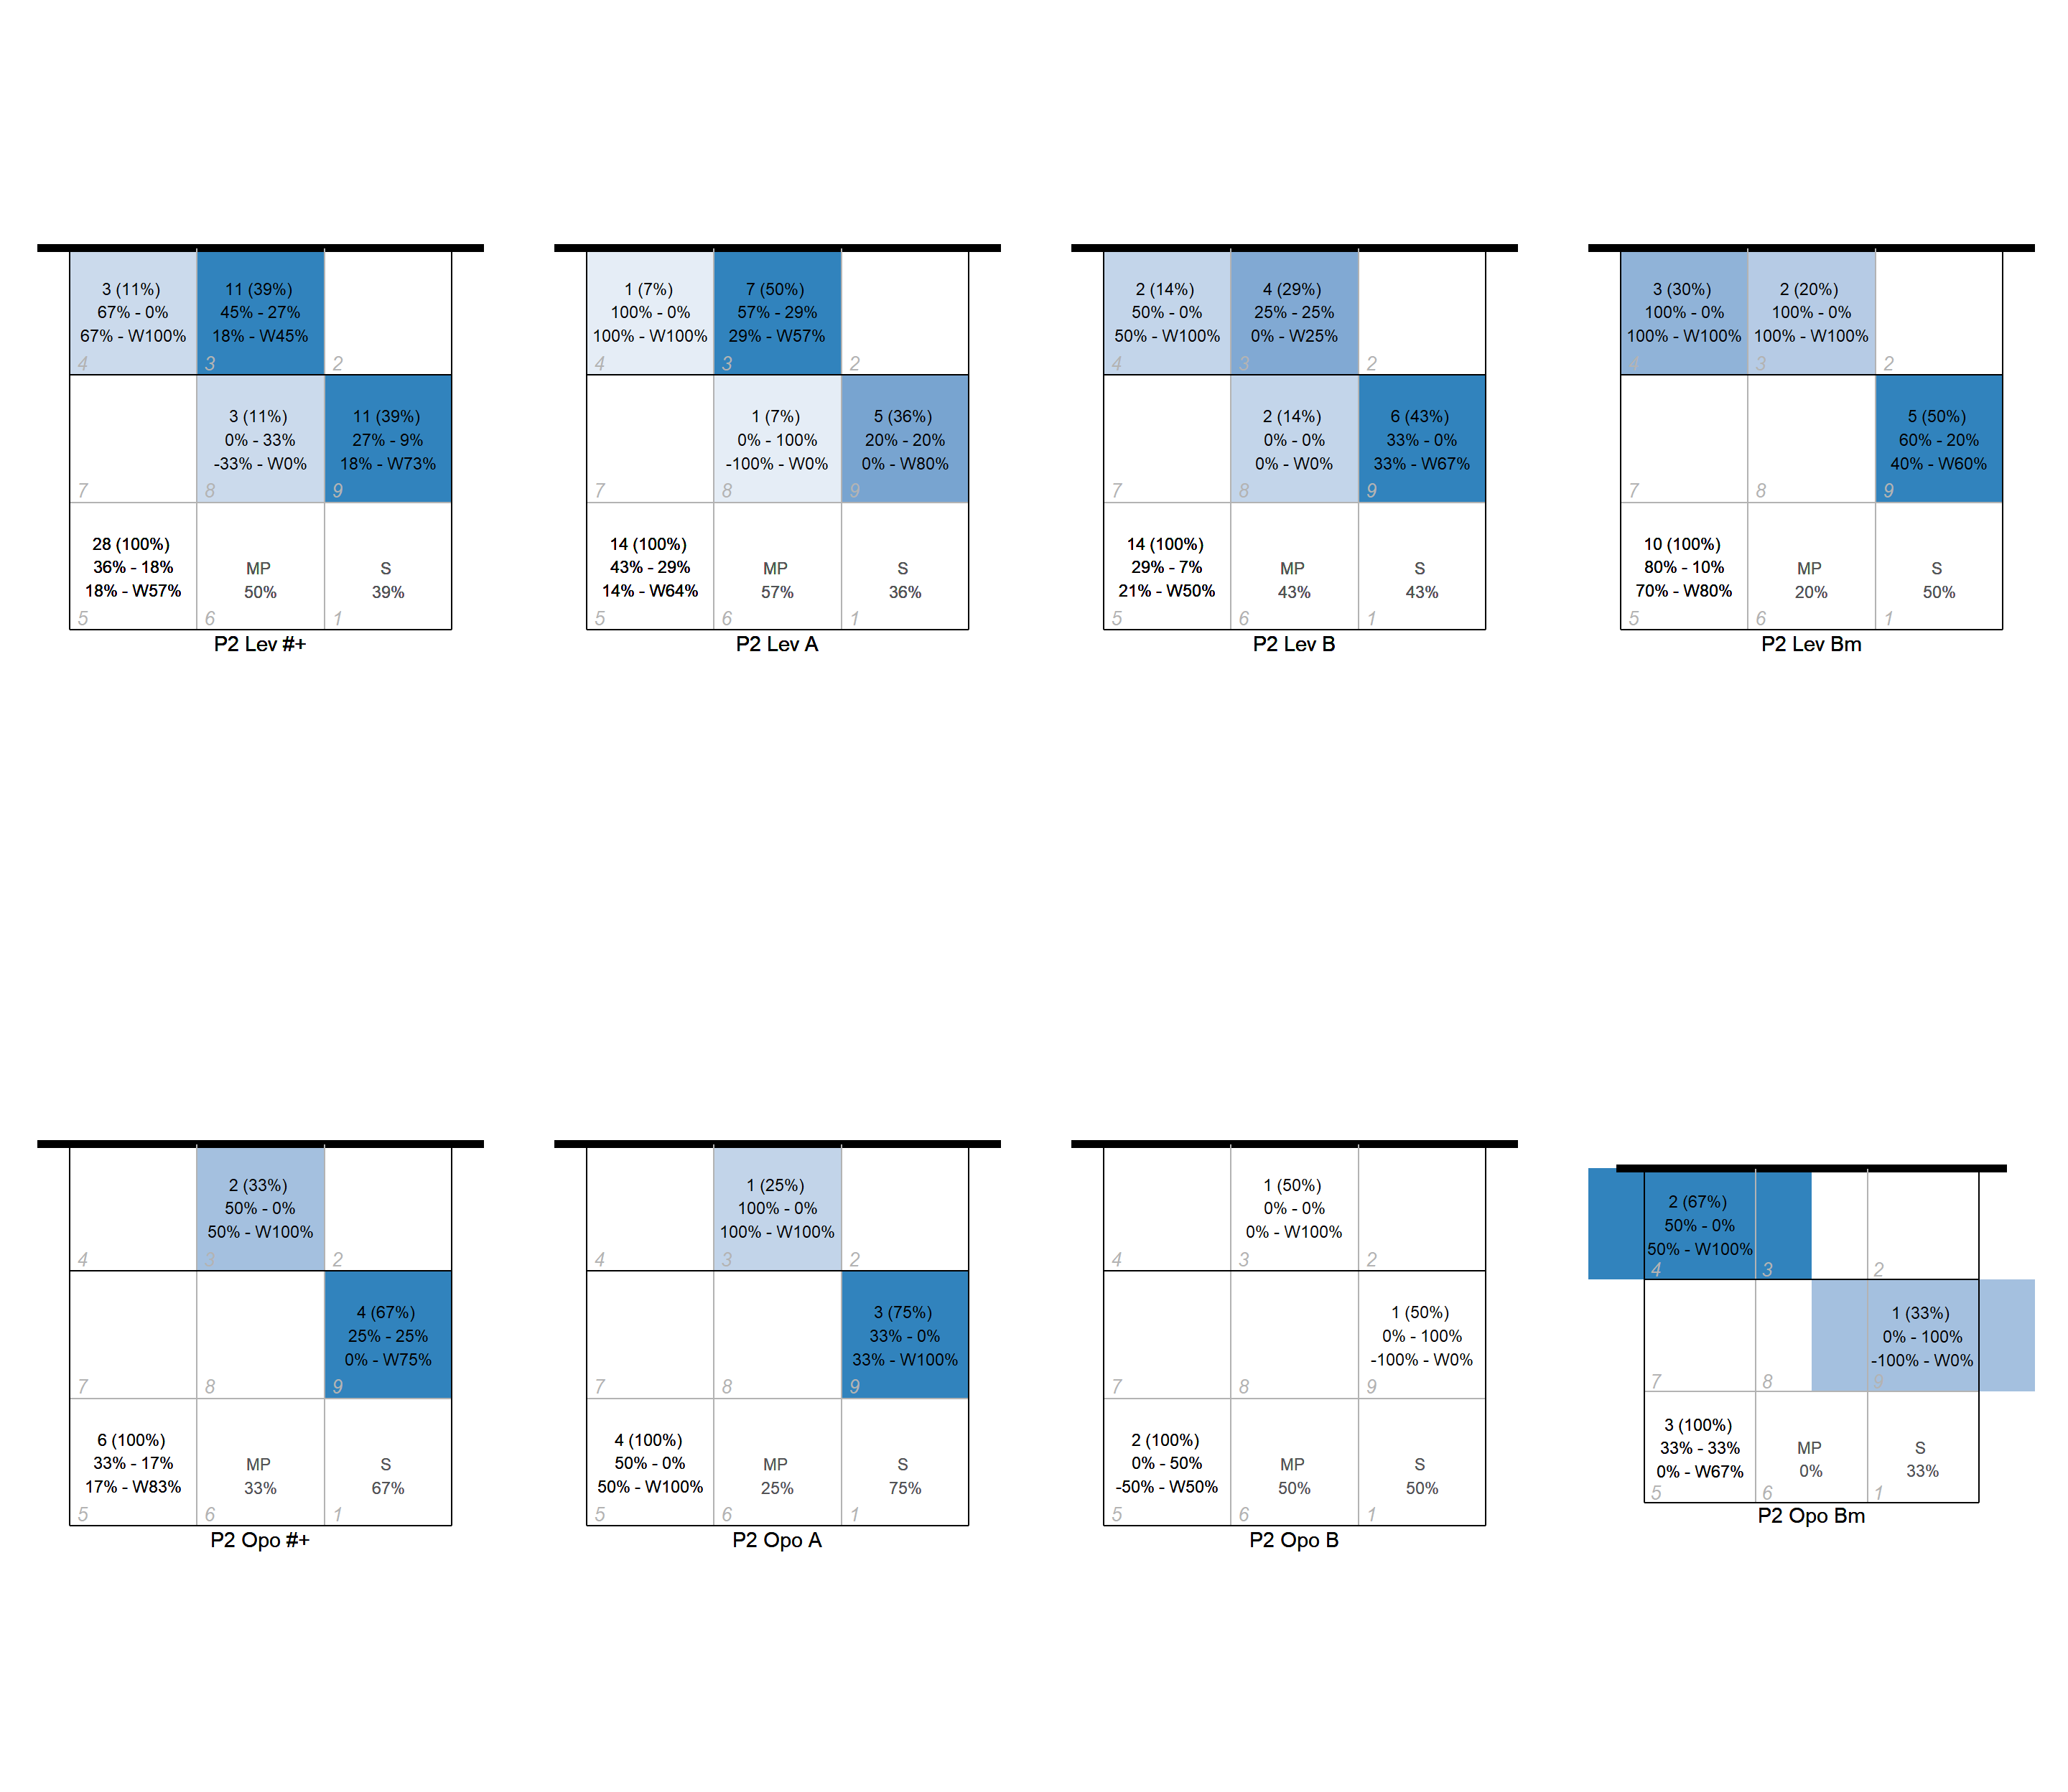 3 (11%)
67% - 0%
67% - W100%
4
11 (39%)
45% - 27%
18% - W45%
3
2
7
3 (11%)
0% - 33%
-33% - W0%
8
11 (39%)
27% - 9%
18% - W73%
9
28 (100%)
36% - 18%
18% - W57%
5
MP
50%
6
S
39%
1
P2 Lev #+
1 (7%)
100% - 0%
100% - W100%
4
7 (50%)
57% - 29%
29% - W57%
3
2
7
1 (7%)
0% - 100%
-100% - W0%
8
5 (36%)
20% - 20%
0% - W80%
9
14 (100%)
43% - 29%
14% - W64%
5
MP
57%
6
S
36%
1
P2 Lev A
2 (14%)
50% - 0%
50% - W100%
4
4 (29%)
25% - 25%
0% - W25%
3
2
7
2 (14%)
0% - 0%
0% - W0%
8
6 (43%)
33% - 0%
33% - W67%
9
14 (100%)
29% - 7%
21% - W50%
5
MP
43%
6
S
43%
1
P2 Lev B
3 (30%)
100% - 0%
100% - W100%
4
2 (20%)
100% - 0%
100% - W100%
3
2
7
8
5 (50%)
60% - 20%
40% - W60%
9
10 (100%)
80% - 10%
70% - W80%
5
MP
20%
6
S
50%
1
P2 Lev Bm
4
2 (33%)
50% - 0%
50% - W100%
3
2
7
8
4 (67%)
25% - 25%
0% - W75%
9
6 (100%)
33% - 17%
17% - W83%
5
MP
33%
6
S
67%
1
P2 Opo #+
4
1 (25%)
100% - 0%
100% - W100%
3
2
7
8
3 (75%)
33% - 0%
33% - W100%
9
4 (100%)
50% - 0%
50% - W100%
5
MP
25%
6
S
75%
1
P2 Opo A
4
1 (50%)
0% - 0%
0% - W100%
3
2
7
8
1 (50%)
0% - 100%
-100% - W0%
9
2 (100%)
0% - 50%
-50% - W50%
5
MP
50%
6
S
50%
1
P2 Opo B
2 (67%)
50% - 0%
50% - W100%
4
3
2
7
8
1 (33%)
0% - 100%
-100% - W0%
9
3 (100%)
33% - 33%
0% - W67%
5
MP
0%
6
S
33%
1
P2 Opo Bm